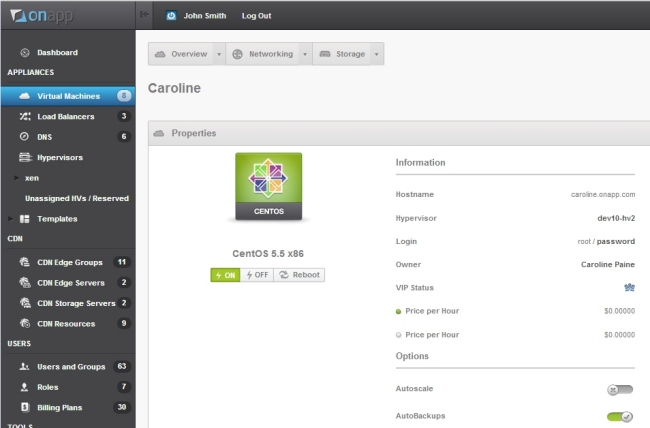 onapp
John Smith
Log Out
Dashboard
APPLIANCES
Virtual Machines 8
Load Balancers 3
DNS 6
Hypervisors
xen
Unassigned HVs / Reserved
Templates
CDN
CDN Edge Groups 11
CDN Edge Servers 2
CDN Storage Servers 2
CDN Resources 9
USERS
Users and Groups 63
Roles 7
Billing Plans 30
TOOLS
Overview
Networking
Storage
Caroline
Properties
CENTOS
CentOS 5.5 x86
ON
OFF
Reboot
Information
Hostname caroline.onapp.com
Hypervisor dev10-hv2
Login root / password
Owner Caroline Paine
VIP Status
Price per Hour $0.00000
Price per Hour $0.00000
Options
Autoscale
AutoBackups